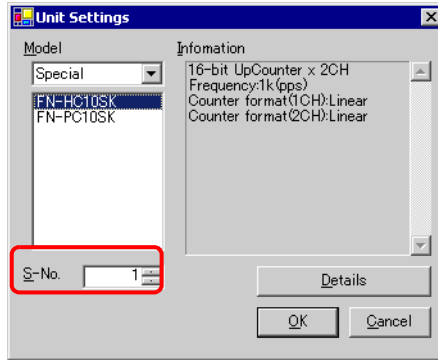 Unit Settings
Model
Infomation
Special
FN-HC10SK
FN-PC10SK
16-bit UpCounter x 2CH
Frequency:1k(pps)
Counter format(1CH):Linear
Counter format(2CH):Linear
S-No.
1
Details
OK
Cancel